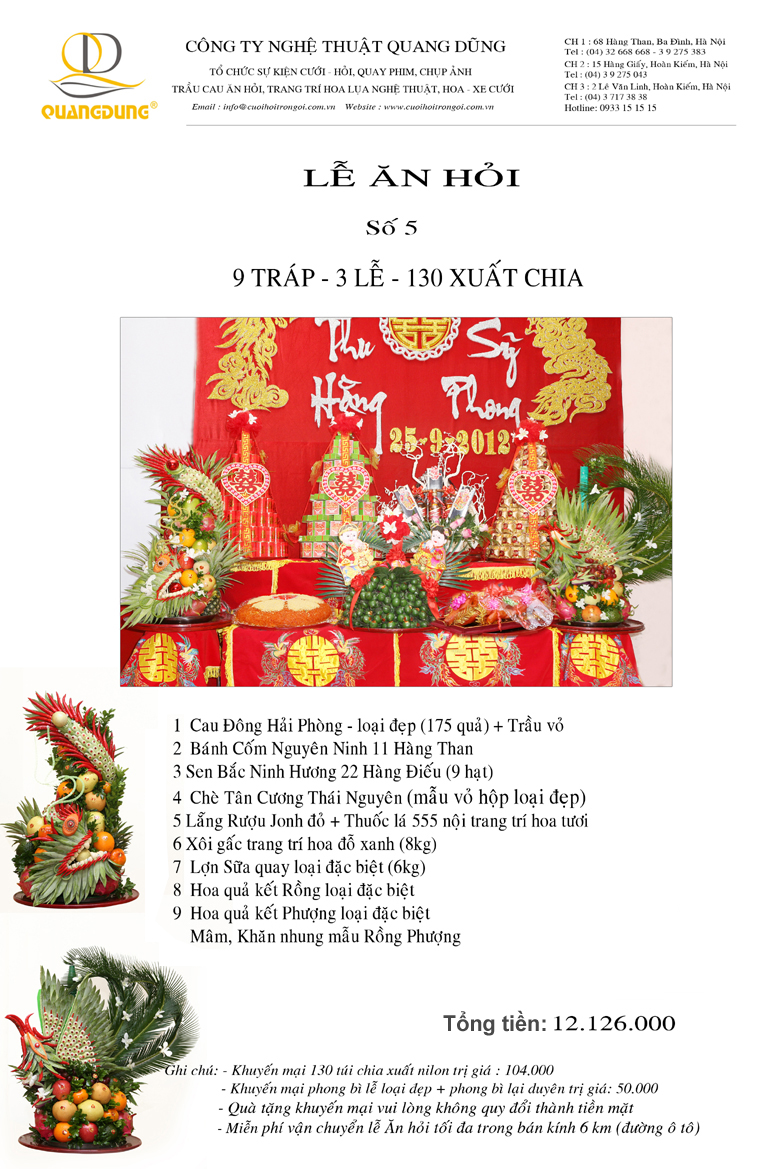 QUANGDUNG®
CÔNG TY NGHỆ THUẬT QUANG DŨNG
TỔ CHỨC SỰ KIỆN CƯỚI - HỎI, QUAY PHIM, CHỤP ẢNH
TRẦU CAU ĂN HỎI, TRANG TRÍ HOA LỤA NGHỆ THUẬT, HOA - XE CƯỚI
Email : info@cuoihoitrongoi.com.vn Website : www.cuoihoitrongoi.com.vn
CH 1 : 68 Hàng Than, Ba Đình, Hà Nội
Tel : (04) 32 668 668 - 3 9 275 383
CH 2 : 15 Hàng Giấy, Hoàn Kiếm, Hà Nội
Tel : (04) 3 9 275 043
CH 3 : 2 Lê Văn Linh, Hoàn Kiếm, Hà Nội
Tel : (04) 3 717 38 38
Hotline: 0933 15 15 15
LỄ ĂN HỎI
Số 5
9 TRÁP - 3 LỄ - 130 XUẤT CHIA
Thu Sỹ
Hằng Phong
25-9-2012
1 Cau Đông Hải Phòng - loại đẹp (175 quả) + Trầu vỏ
2 Bánh Cốm Nguyên Ninh 11 Hàng Than
3 Sen Bắc Ninh Hương 22 Hàng Điếu (9 hạt)
4 Chè Tân Cương Thái Nguyên (mẫu vỏ hộp loại đẹp)
5 Lẵng Rượu Jonh đỏ + Thuốc lá 555 nội trang trí hoa tươi
6 Xôi gấc trang trí hoa đỗ xanh (8kg)
7 Lợn Sữa quay loại đặc biệt (6kg)
8 Hoa quả kết Rồng loại đặc biệt
9 Hoa quả kết Phượng loại đặc biệt
Mâm, Khăn nhung mẫu Rồng Phượng
Tổng tiền: 12.126.000
Ghi chú: - Khuyến mại 130 túi chia xuất nilon trị giá : 104.000
- Khuyến mại phong bì lễ loại dẹp + phong bì lại duyên trị giá: 50.000
- Quà tặng khuyến mại vui lòng không quy đổi thành tiền mặt
- Miễn phí vận chuyển lễ Ăn hỏi tối đa trong bán kính 6 km (đường ô tô)